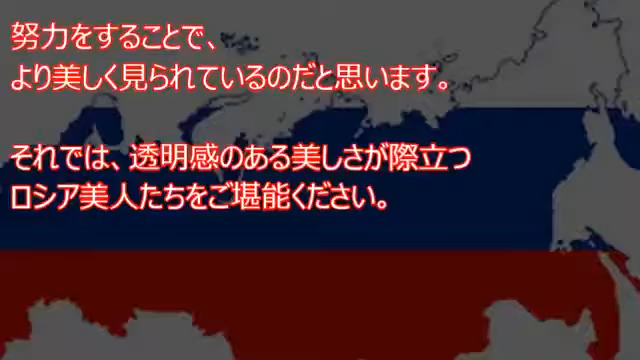 努力をすることで、
より美しく見られているのだと思います。
それでは、透明感のある美しさが際立つ
ロシア美人たちをご堪能ください。